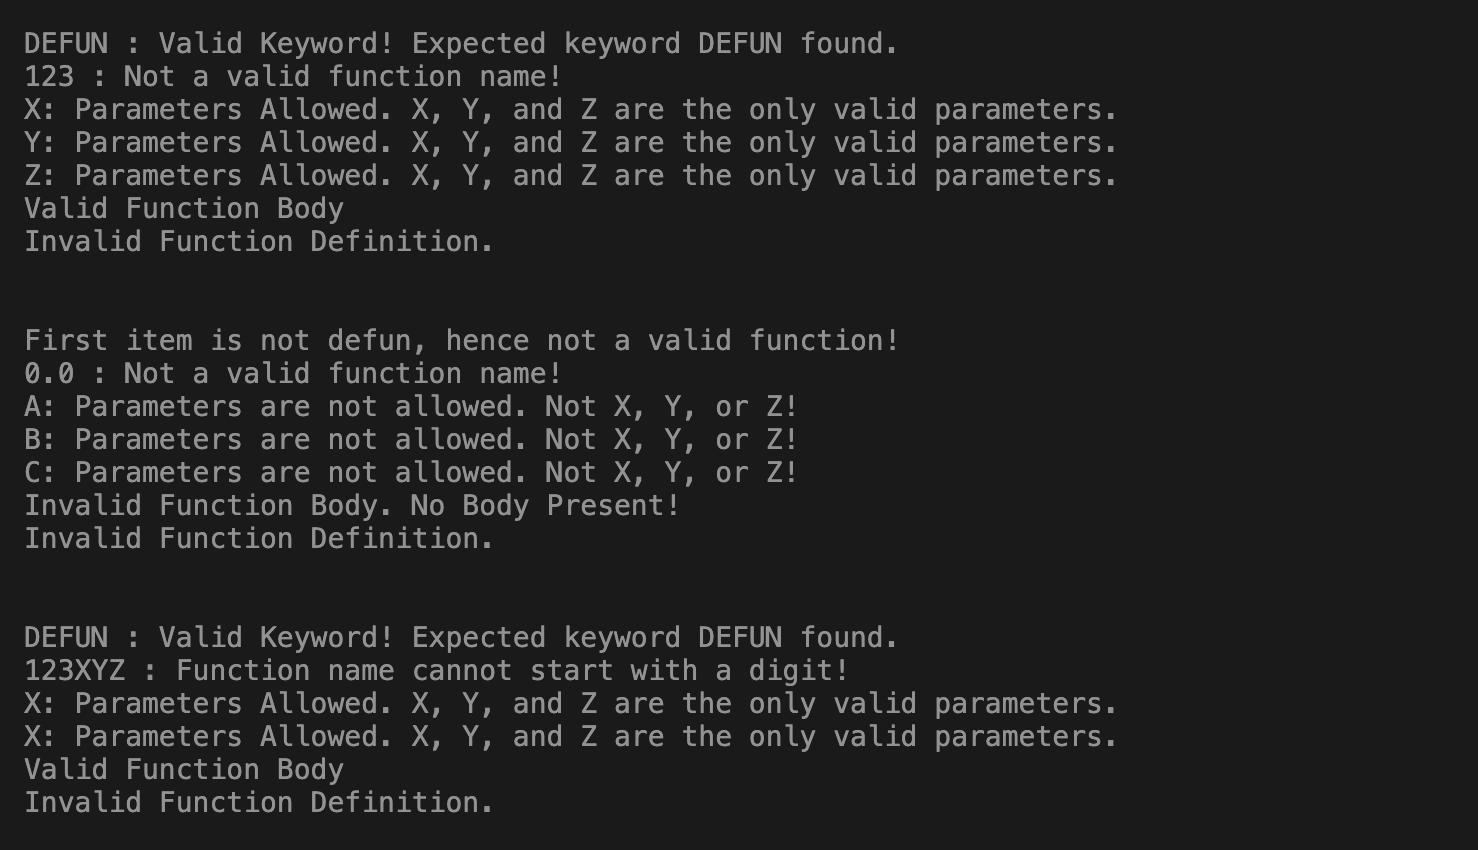 DEFUN : Valid Keyword! Expected keyword DEFUN found.
123 : Not a valid function name!
X: Parameters Allowed. X, Y, and Z are the only valid parameters.
Y: Parameters Allowed. X, Y, and Z are the only valid parameters.
Z: Parameters Allowed. X, Y, and Z are the only valid parameters.
Valid Function Body
Invalid Function Definition.
First item is not defun, hence not a valid function!
0.0 : Not a valid function name!
A: Parameters are not allowed. Not X, Y, or Z!
B: Parameters are not allowed. Not X, Y, or Z!
C: Parameters are not allowed. Not X, Y, or Z!
Invalid Function Body. No Body Present!
Invalid Function Definition.
DEFUN : Valid Keyword! Expected keyword DEFUN found.
123XYZ : Function name cannot start with a digit!
X: Parameters Allowed. X, Y, and Z are the only valid parameters.
X: Parameters Allowed. X, Y, and Z are the only valid parameters.
Valid Function Body
Invalid Function Definition.